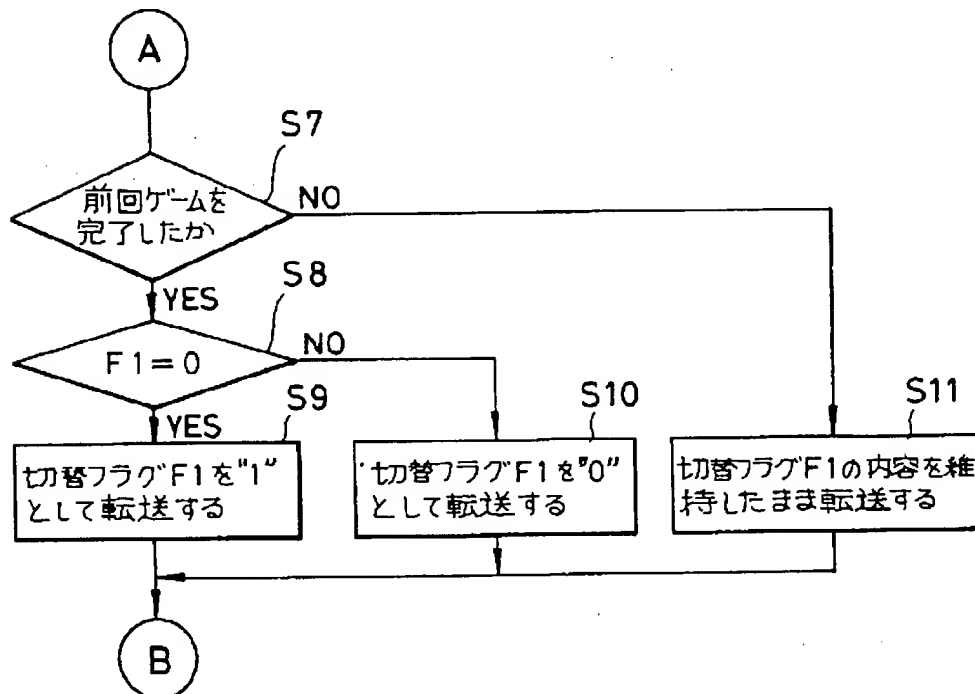 A
S7
前回ゲームを
完了したか
NO
YES
S8
F1=0
NO
YES
S9
切替フラグF1を"1"
として転送する
S10
切替フラグF1を"0"
として転送する
S11
切替フラグF1の内容を維
持したまま転送する
B